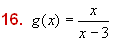 16. g(x) = x / (x − 3)